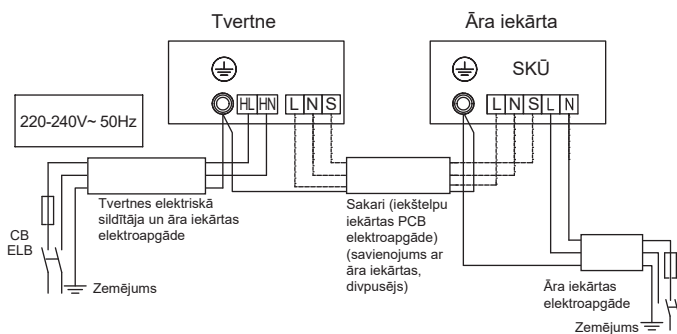 Tvertne
Āra iekārta
SKŪ
HL HN L N S
L N S L N
220-240V~ 50Hz
Tvertnes elektriskā
sildītāja un āra iekārtas
elektroapgāde
Sakari (iekštelpu
iekārtas PCB
elektroapgāde)
(savienojums ar
āra iekārtas,
divpusējs)
CB
ELB
Zemējums
Āra iekārtas
elektroapgāde
Zemējums